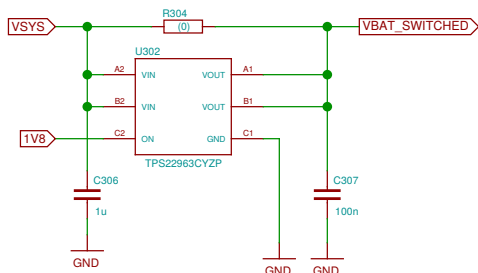 R304
VSYS
(0)
VBAT_SWITCHED
U302
A2 VIN VOUT A1
B2 VIN VOUT B1
1V8
C2 ON GND C1
TPS22963CYZP
C306
1u
C307
100n
GND
GND
GND